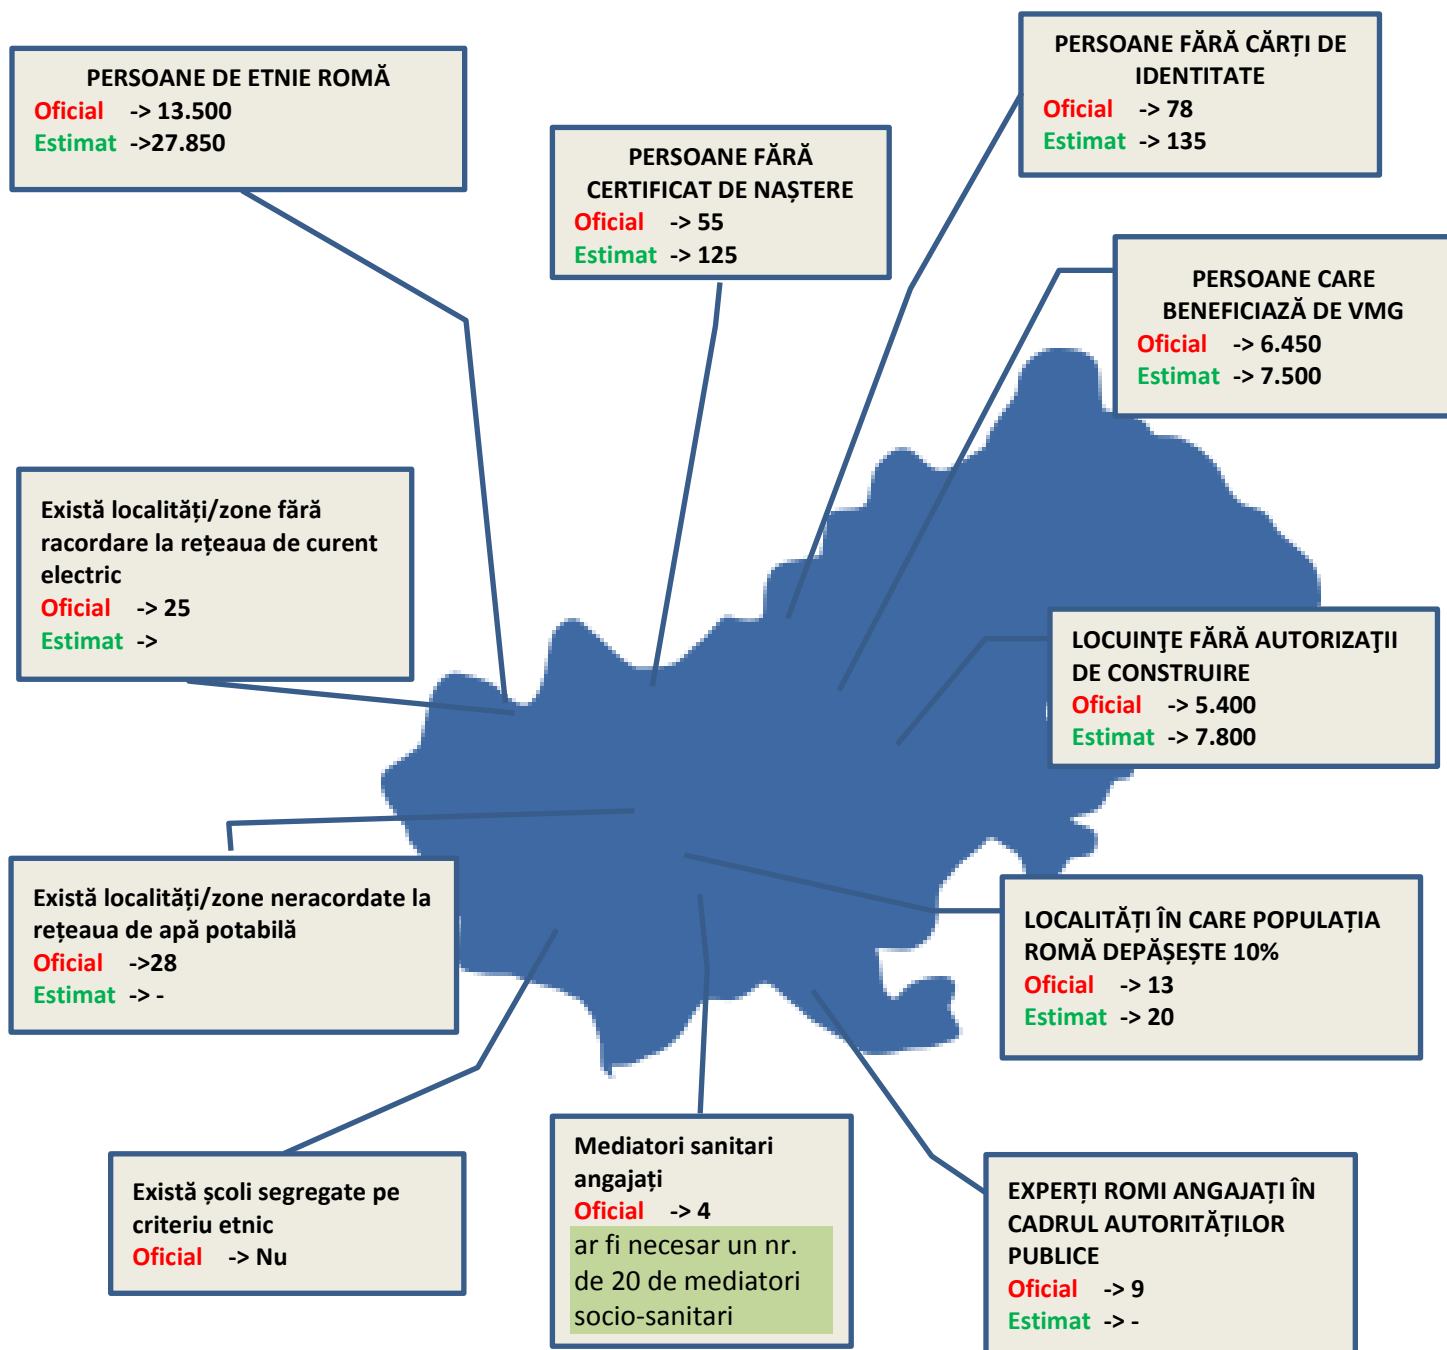 PERSOANE DE ETNIE ROMĂ
Oficial -> 13.500
Estimat ->27.850
PERSOANE FĂRĂ
CERTIFICAT DE NAȘTERE
Oficial -> 55
Estimat -> 125
PERSOANE FĂRĂ CĂRȚI DE
IDENTITATE
Oficial -> 78
Estimat -> 135
PERSOANE CARE
BENEFICIAZĂ DE VMG
Oficial -> 6.450
Estimat -> 7.500
Există localități/zone fără
racordare la rețeaua de curent
electric
Oficial -> 25
Estimat ->
LOCUINŢE FĂRĂ AUTORIZAŢII
DE CONSTRUIRE
Oficial -> 5.400
Estimat -> 7.800
Există localități/zone neracordate la
rețeaua de apă potabilă
Oficial ->28
Estimat -> -
LOCALITĂȚI ÎN CARE POPULAȚIA
ROMĂ DEPĂȘEȘTE 10%
Oficial -> 13
Estimat -> 20
Există școli segregate pe
criteriu etnic
Oficial -> Nu
Mediatori sanitari
angajați
Oficial -> 4
ar fi necesar un nr.
de 20 de mediatori
socio-sanitari
EXPERȚI ROMI ANGAJAȚI ÎN
CADRUL AUTORITĂȚILOR
PUBLICE
Oficial -> 9
Estimat -> -